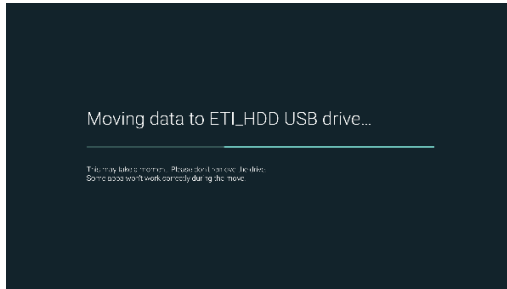 Moving data to ETI_HDD USB drive...
This may take a moment. Please don't remove the drive.
Some apps won't work correctly during the move.